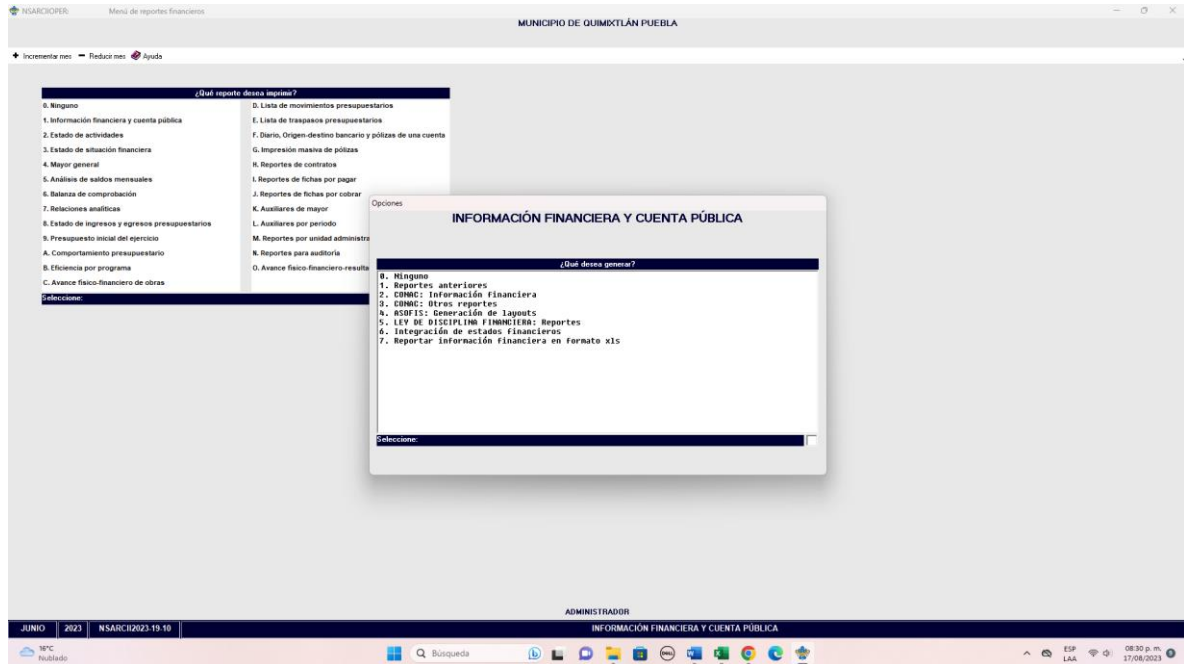 NSARCIIOPER: Menú de reportes financieros
MUNICIPIO DE QUIMIXTLÁN PUEBLA
Incrementar mes Reducir mes Ayuda
¿Qué reporte desea imprimir?
0. Ninguno
1. Información financiera y cuenta pública
2. Estado de actividades
3. Estado de situación financiera
4. Mayor general
5. Análisis de saldos mensuales
6. Balanza de comprobación
7. Relaciones analíticas
8. Estado de ingresos y egresos presupuestarios
9. Presupuesto inicial del ejercicio
A. Comportamiento presupuestario
B. Eficiencia por programa
C. Avance físico-financiero de obras
D. Lista de movimientos presupuestarios
E. Lista de traspasos presupuestarios
F. Diario, Origen-destino bancario y pólizas de una cuenta
G. Impresión masiva de pólizas
H. Reportes de contratos
I. Reportes de fichas por pagar
J. Reportes de fichas por cobrar
K. Auxiliares de mayor
L. Auxiliares por periodo
M. Reportes por unidad administra
N. Reportes para auditoría
O. Avance físico-financiero-resulta
Seleccione:
Opciones
INFORMACIÓN FINANCIERA Y CUENTA PÚBLICA
¿Qué desea generar?
0. Ninguno
1. Reportes anteriores
2. CONAC: Información financiera
3. CONAC: Otros reportes
4. ASOFIS: Generación de layouts
5. LEY DE DISCIPLINA FINANCIERA: Reportes
6. Integración de estados financieros
7. Reportar información financiera en formato xls
Seleccione:
ADMINISTRADOR
JUNIO 2023 NSARCII2023-19-10 INFORMACIÓN FINANCIERA Y CUENTA PÚBLICA
16°C
Nublado
Búsqueda
ESP
LAA
08:30 p. m.
17/08/2023